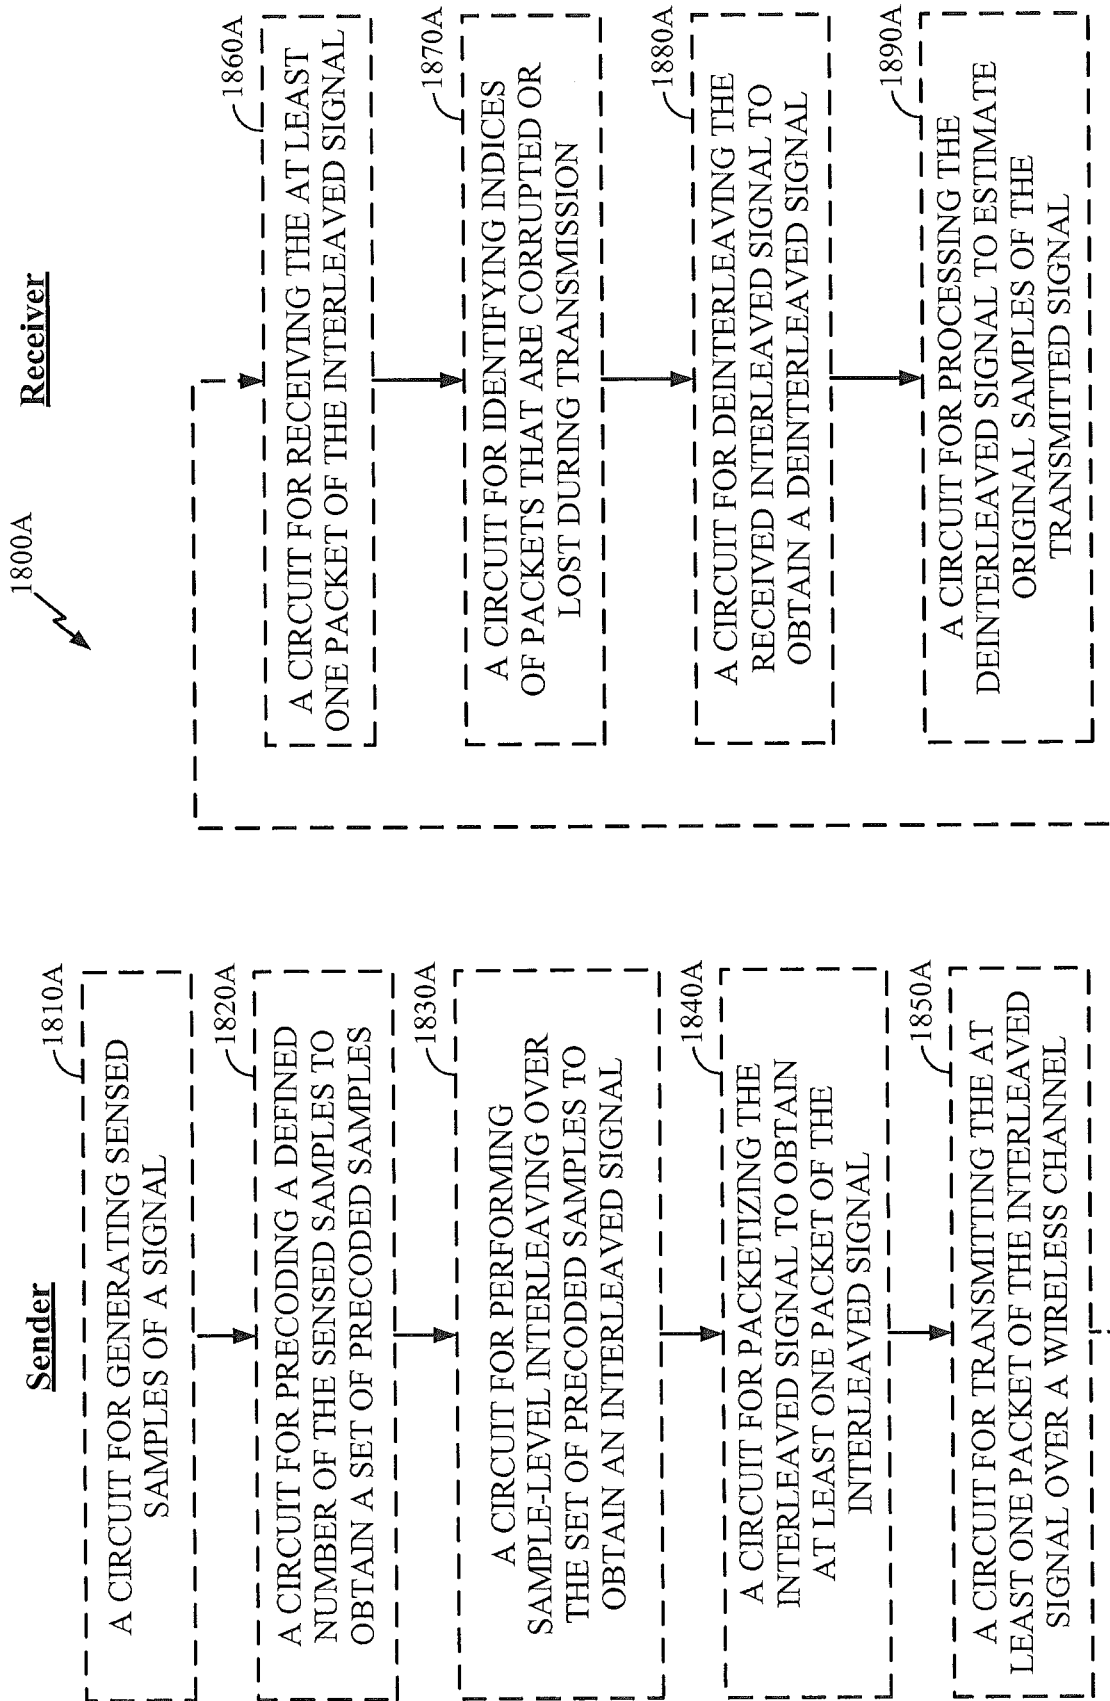 1800A
Sender
1810A
A CIRCUIT FOR GENERATING SENSED
SAMPLES OF A SIGNAL
1820A
A CIRCUIT FOR PRECODING A DEFINED
NUMBER OF THE SENSED SAMPLES TO
OBTAIN A SET OF PRECODED SAMPLES
1830A
A CIRCUIT FOR PERFORMING
SAMPLE-LEVEL INTERLEAVING OVER
THE SET OF PRECODED SAMPLES TO
OBTAIN AN INTERLEAVED SIGNAL
1840A
A CIRCUIT FOR PACKETIZING THE
INTERLEAVED SIGNAL TO OBTAIN
AT LEAST ONE PACKET OF THE
INTERLEAVED SIGNAL
1850A
A CIRCUIT FOR TRANSMITTING THE AT
LEAST ONE PACKET OF THE INTERLEAVED
SIGNAL OVER A WIRELESS CHANNEL
Receiver
1860A
A CIRCUIT FOR RECEIVING THE AT LEAST
ONE PACKET OF THE INTERLEAVED SIGNAL
1870A
A CIRCUIT FOR IDENTIFYING INDICES
OF PACKETS THAT ARE CORRUPTED OR
LOST DURING TRANSMISSION
1880A
A CIRCUIT FOR DEINTERLEAVING THE
RECEIVED INTERLEAVED SIGNAL TO
OBTAIN A DEINTERLEAVED SIGNAL
1890A
A CIRCUIT FOR PROCESSING THE
DEINTERLEAVED SIGNAL TO ESTIMATE
ORIGINAL SAMPLES OF THE
TRANSMITTED SIGNAL